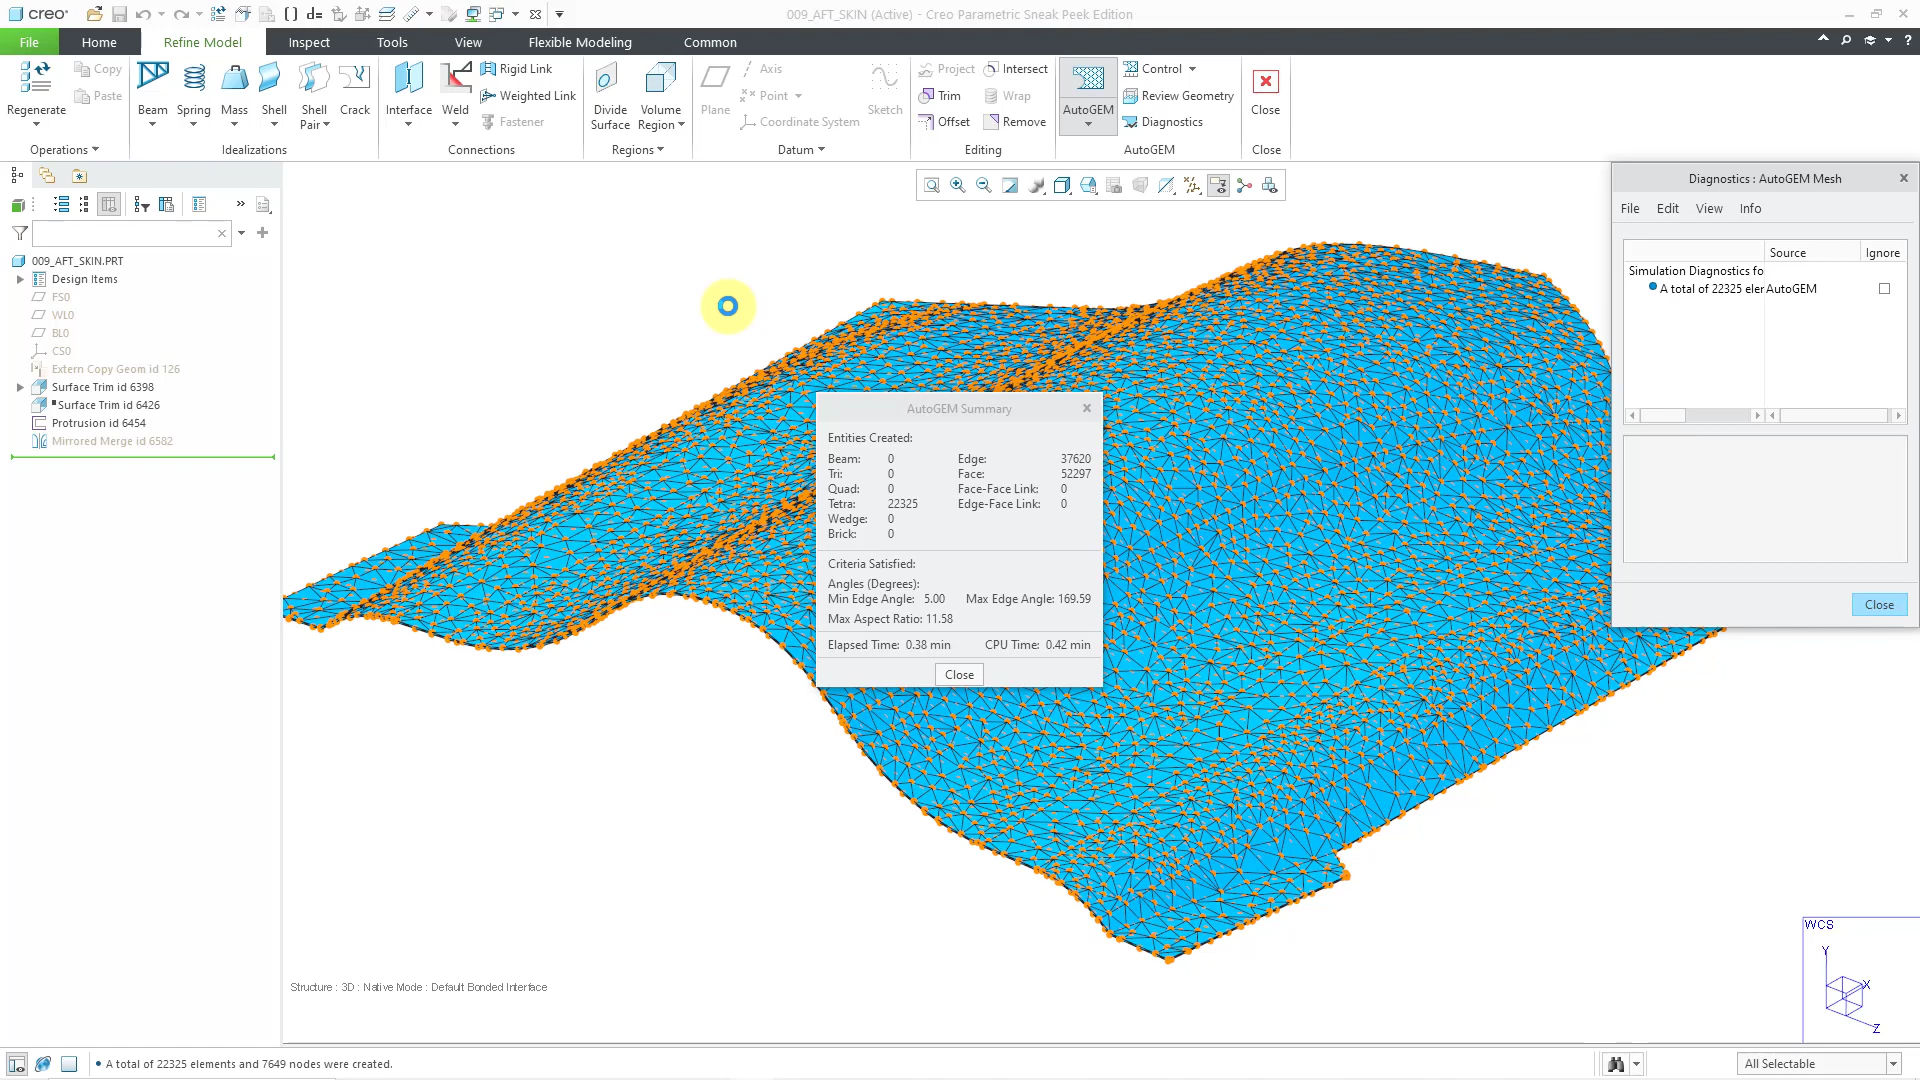 creo
d=
009_AFT_SKIN (Active) - Creo Parametric Sneak Peek Edition
File Home Refine Model Inspect Tools View Flexible Modeling Common
Regenerate
Copy
Paste
Operations
Beam
Spring
Mass
Shell
Shell Pair
Crack
Idealizations
Interface
Weld
Rigid Link
Weighted Link
Fastener
Connections
Divide Surface
Volume Region
Regions
Plane
Axis
Point
Coordinate System
Sketch
Datum
Project
Intersect
Trim
Wrap
Offset
Remove
Editing
AutoGEM
Control
Review Geometry
Diagnostics
AutoGEM
Close
Close
009_AFT_SKIN.PRT
Design Items
FS0
WL0
BL0
CS0
Extern Copy Geom id 126
Surface Trim id 6398
Surface Trim id 6426
Protrusion id 6454
Mirrored Merge id 6582
AutoGEM Summary
Entities Created:
Beam: 0 Edge: 37620
Tri: 0 Face: 52297
Quad: 0 Face-Face Link: 0
Tetra: 22325 Edge-Face Link: 0
Wedge: 0
Brick: 0
Criteria Satisfied:
Angles (Degrees):
Min Edge Angle: 5.00 Max Edge Angle: 169.59
Max Aspect Ratio: 11.58
Elapsed Time: 0.38 min CPU Time: 0.42 min
Close
Diagnostics : AutoGEM Mesh
File Edit View Info
Source Ignore
Simulation Diagnostics fo
A total of 22325 eler AutoGEM
Close
WCS
Y
X
Z
Structure : 3D : Native Mode : Default Bonded Interface
• A total of 22325 elements and 7649 nodes were created.
All Selectable